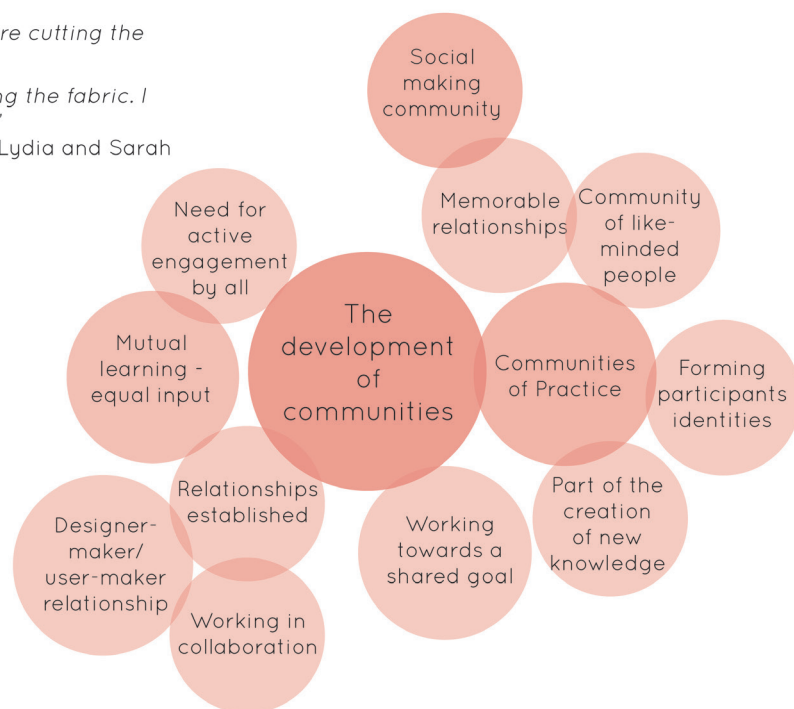 re cutting the
ng the fabric. I
Lydia and Sarah
Social
making
community
Memorable
relationships
Community
of like-
minded
people
Need for
active
engagement
by all
The
development
of
communities
Mutual
learning -
equal input
Communities
of Practice
Forming
participants
identities
Relationships
established
Working
towards a
shared goal
Part of the
creation
of new
knowledge
Designer-
maker/
user-maker
relationship
Working in
collaboration